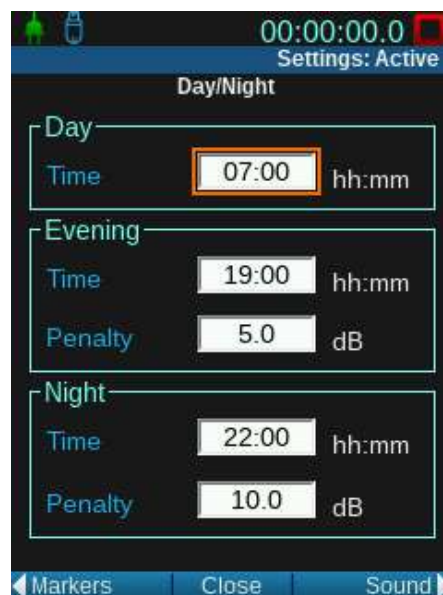 00:00:00.0
Settings: Active
Day/Night
Day
Time 07:00 hh:mm
Evening
Time 19:00 hh:mm
Penalty 5.0 dB
Night
Time 22:00 hh:mm
Penalty 10.0 dB
Markers Close Sound